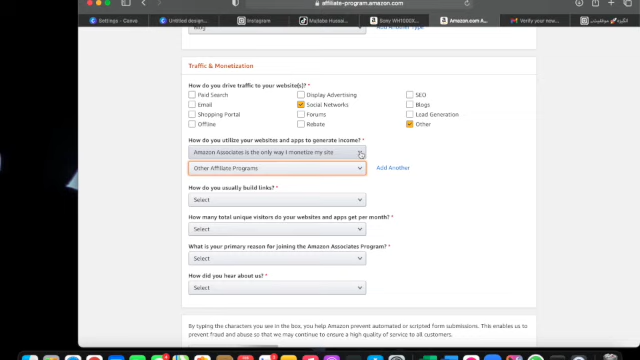 affiliate-program.amazon.com
Settings - Canva
Untitled design...
Instagram
Sony WH1000X...
Amazon.com A...
Verify your new...
Blog
Add Another Type
Traffic & Monetization
How do you drive traffic to your website(s)? *
Paid Search
Display Advertising
SEO
Email
Social Networks
Blogs
Shopping Portal
Forums
Lead Generation
Offline
Rebate
Other
How do you utilize your websites and apps to generate income? *
Amazon Associates is the only way I monetize my site
Other Affiliate Programs
Add Another
How do you usually build links? *
Select
How many total unique visitors do your websites and apps get per month? *
Select
What is your primary reason for joining the Amazon Associates Program? *
Select
How did you hear about us? *
Select
By typing the characters you see in the box, you help Amazon prevent automated or scripted form submissions. This enables us to
prevent fraud and abuse so that we may continue to ensure a high quality of service to all customers.